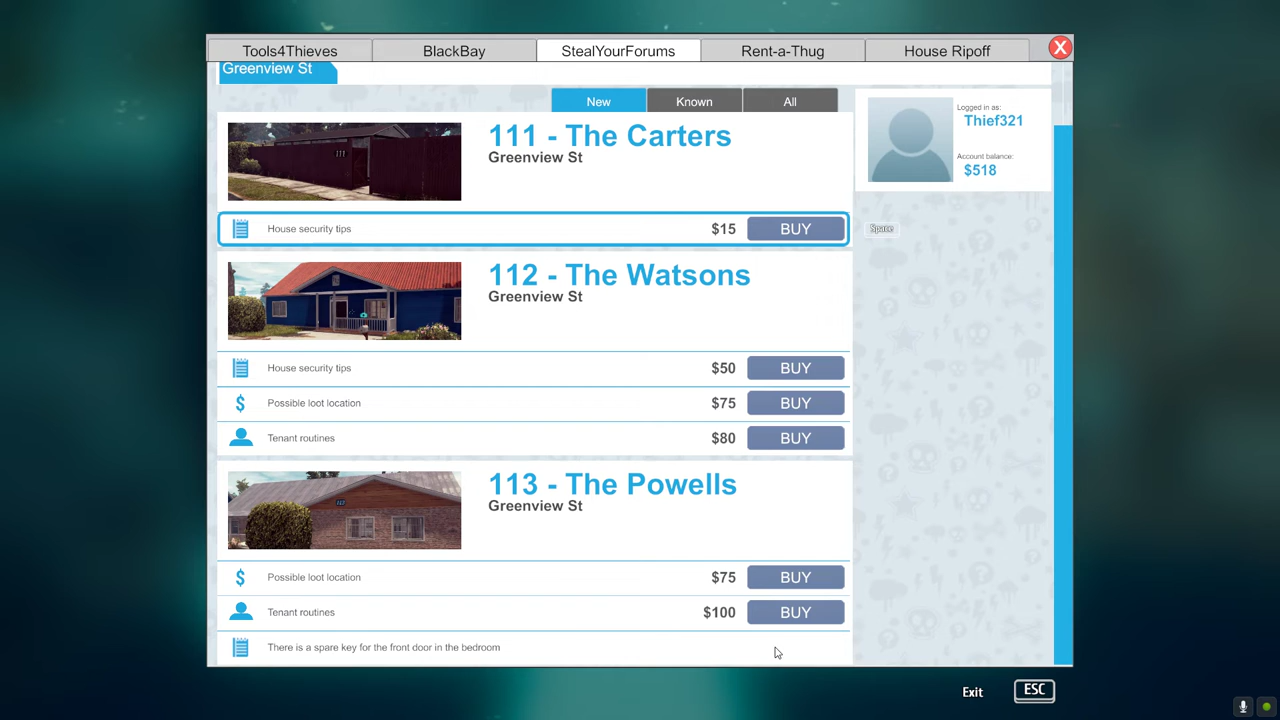 Tools4Thieves
BlackBay
StealYourForums
Rent-a-Thug
House Ripoff
X
Greenview St
New
Known
All
Logged in as:
Thief321
Account balance:
$518
111 - The Carters
Greenview St
111
House security tips
$15
BUY
Space
112 - The Watsons
Greenview St
House security tips
$50
BUY
$
Possible loot location
$75
BUY
Tenant routines
$80
BUY
113 - The Powells
Greenview St
113
$
Possible loot location
$75
BUY
Tenant routines
$100
BUY
There is a spare key for the front door in the bedroom
Exit
ESC